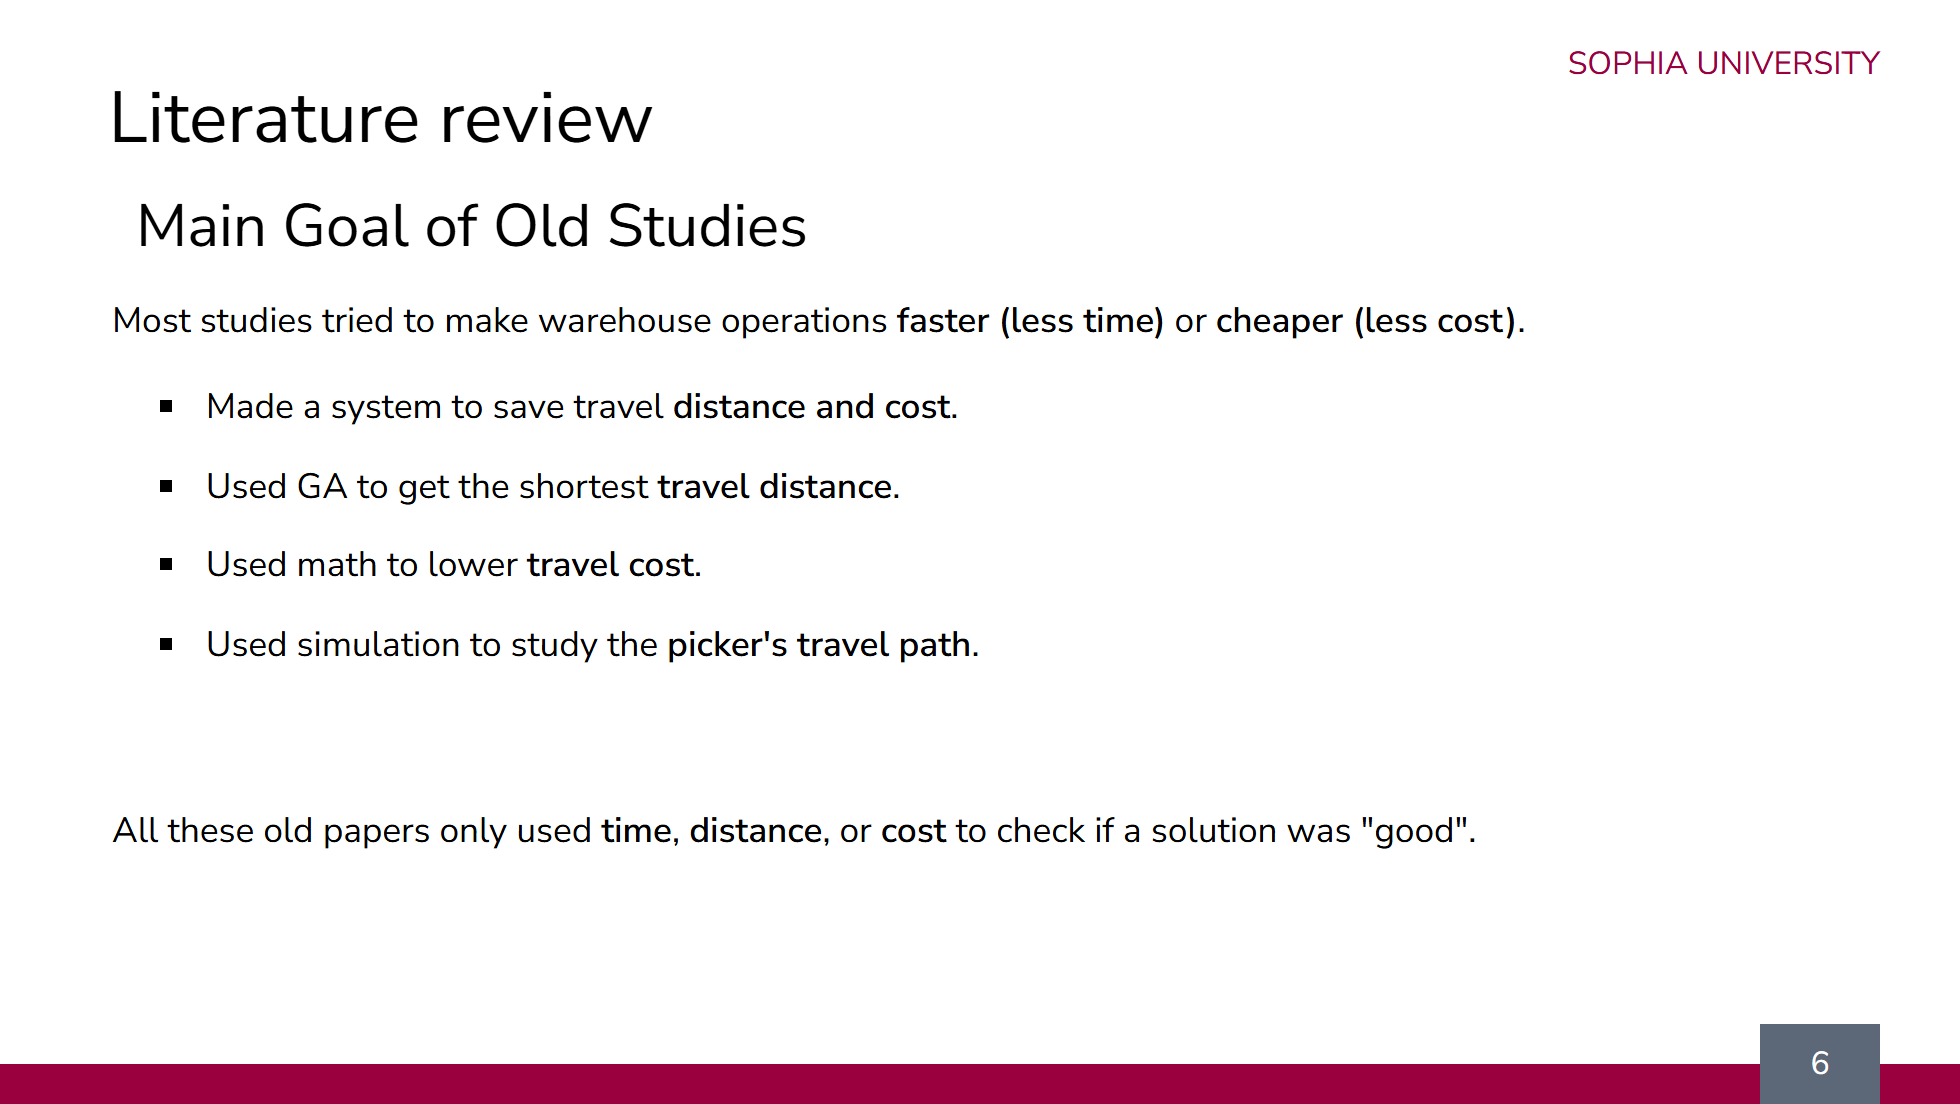 SOPHIA UNIVERSITY
Literature review
Main Goal of Old Studies
Most studies tried to make warehouse operations faster (less time) or cheaper (less cost).
▪ Made a system to save travel distance and cost.
▪ Used GA to get the shortest travel distance.
▪ Used math to lower travel cost.
▪ Used simulation to study the picker's travel path.
All these old papers only used time, distance, or cost to check if a solution was "good".
6